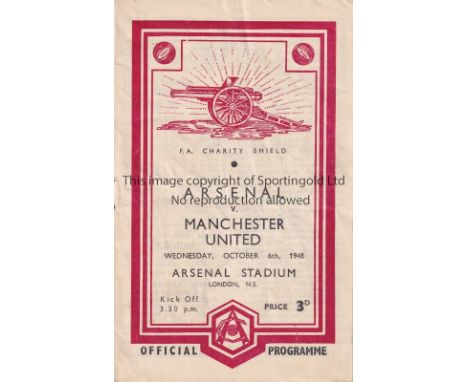 F.A. CHARITY SHIELD
This image copyright of Sportingold Limited
ARSENAL
No reproduction allowed
V.
MANCHESTER
UNITED
WEDNESDAY, OCTOBER 6th, 1948
ARSENAL STADIUM
LONDON, N.5.
Kick Off
3.30 p.m.
PRICE 3D
OFFICIAL PROGRAMME